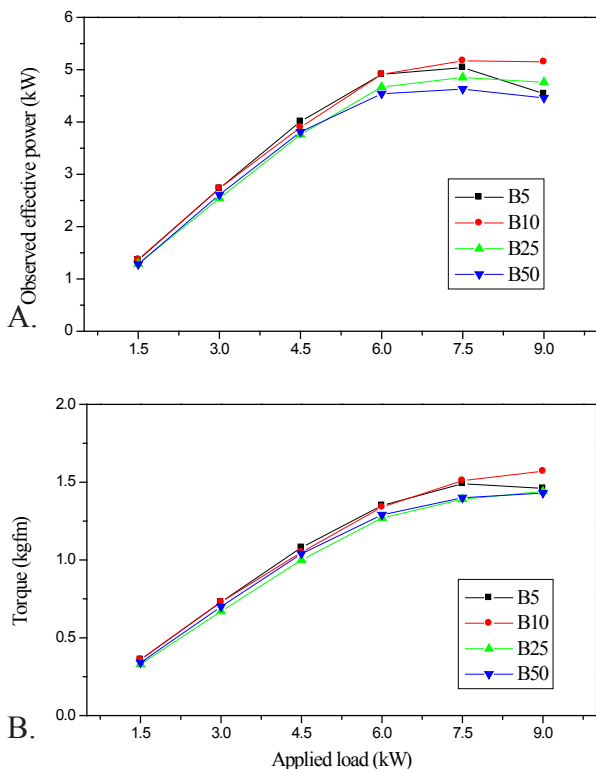 6
5
4
3
2
1
0
Observed effective power (kW)
B5
B10
B25
B50
A.
1.5 3.0 4.5 6.0 7.5 9.0
2.0
1.5
1.0
0.5
0.0
Torque (kgfm)
B5
B10
B25
B50
B.
1.5 3.0 4.5 6.0 7.5 9.0
Applied load (kW)